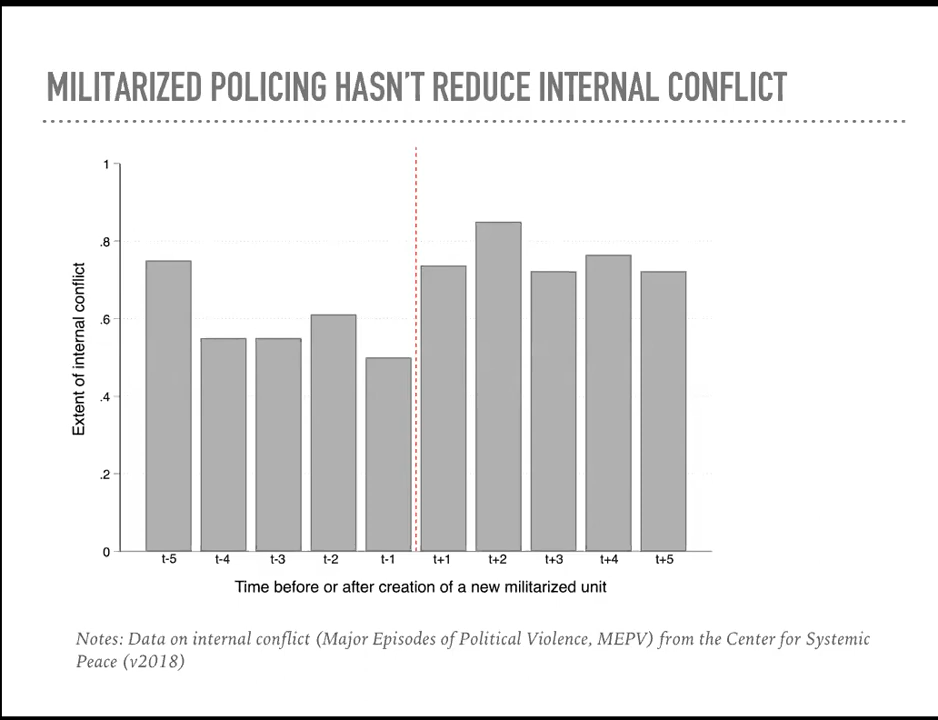 MILITARIZED POLICING HASN'T REDUCE INTERNAL CONFLICT
1
.8
.6
.4
.2
0
Extent of internal conflict
t-5 t-4 t-3 t-2 t-1 t+1 t+2 t+3 t+4 t+5
Time before or after creation of a new militarized unit
Notes: Data on internal conflict (Major Episodes of Political Violence, MEPV) from the Center for Systemic
Peace (v2018)